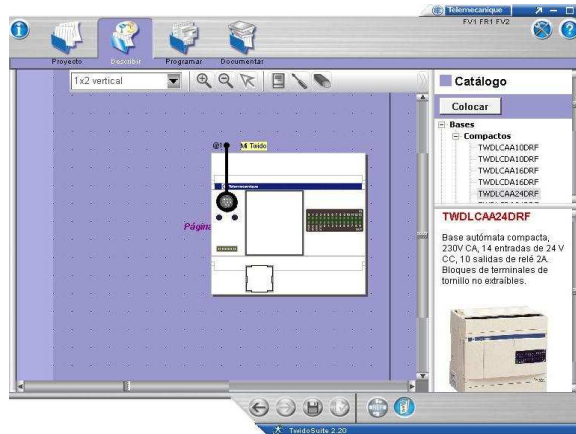 Telemecanique
FV1 FR1 FV2
Proyecto
Describir
Programar
Documentar
1x2 vertical
Catálogo
Colocar
Bases
Compactos
TWDLCAA10DRF
TWDLCDA10DRF
TWDLCAA16DRF
TWDLCDA16DRF
TWDLCAA24DRF
@1
Mi Twido
Telemecanique
Página
TWDLCAA24DRF
Base autómata compacta,
230V CA, 14 entradas de 24 V
CC, 10 salidas de relé 2A.
Bloques de terminales de
tornillo no extraíbles.
TwidoSuite 2.20